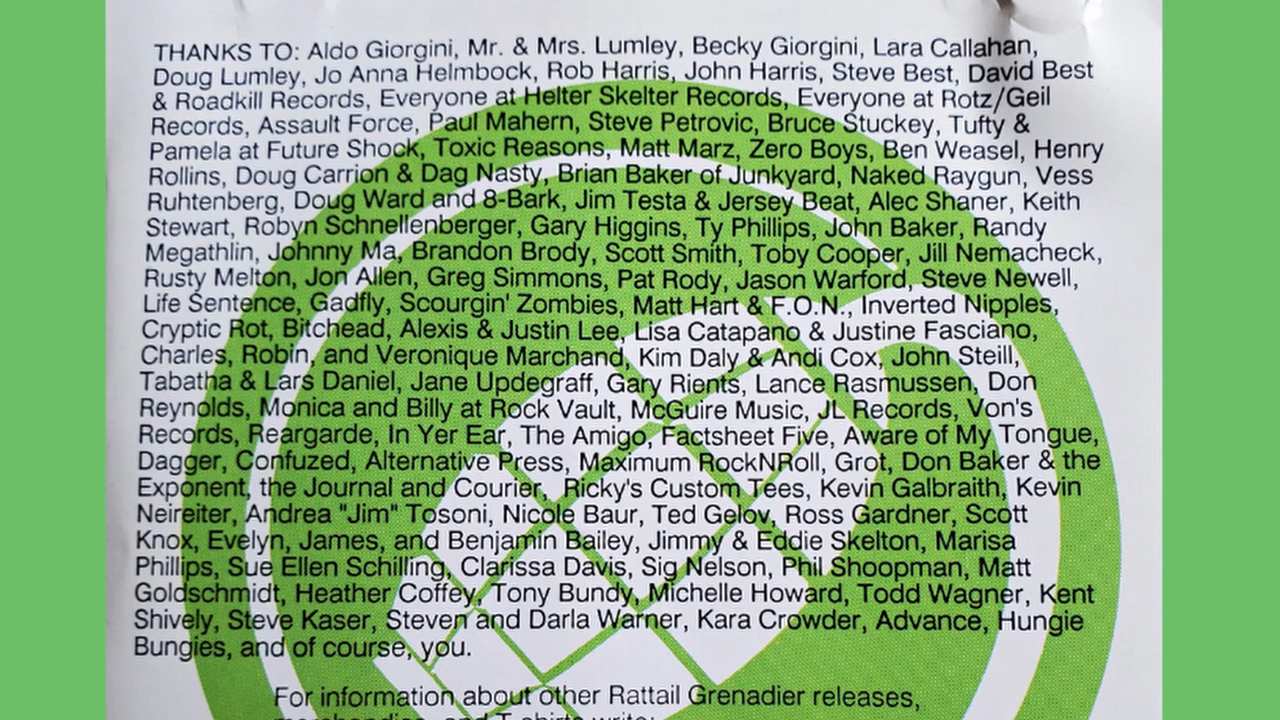 THANKS TO: Aldo Giorgini, Mr. & Mrs. Lumley, Becky Giorgini, Lara Callahan,
Doug Lumley, Jo Anna Helmbock, Rob Harris, John Harris, Steve Best, David Best
& Roadkill Records, Everyone at Helter Skelter Records, Everyone at Rotz/Geil
Records, Assault Force, Paul Mahern, Steve Petrovic, Bruce Stuckey, Tufty &
Pamela at Future Shock, Toxic Reasons, Matt Marz, Zero Boys, Ben Weasel, Henry
Rollins, Doug Carrion & Dag Nasty, Brian Baker of Junkyard, Naked Raygun, Vess
Ruhtenberg, Doug Ward and 8-Bark, Jim Testa & Jersey Beat, Alec Shaner, Keith
Stewart, Robyn Schnellenberger, Gary Higgins, Ty Phillips, John Baker, Randy
Megathlin, Johnny Ma, Brandon Brody, Scott Smith, Toby Cooper, Jill Nemacheck,
Rusty Melton, Jon Allen, Greg Simmons, Pat Rody, Jason Warford, Steve Newell,
Life Sentence, Gadfly, Scourgin' Zombies, Matt Hart & F.O.N., Inverted Nipples,
Cryptic Rot, Bitchead, Alexis & Justin Lee, Lisa Catapano & Justine Fasciano,
Charles, Robin, and Veronique Marchand, Kim Daly & Andi Cox, John Steill,
Tabatha & Lars Daniel, Jane Updegraff, Gary Rients, Lance Rasmussen, Don
Reynolds, Monica and Billy at Rock Vault, McGuire Music, JL Records, Von's
Records, Reargarde, In Yer Ear, The Amigo, Factsheet Five, Aware of My Tongue,
Dagger, Confuzed, Alternative Press, Maximum RockNRoll, Grot, Don Baker & the
Exponent, the Journal and Courier, Ricky's Custom Tees, Kevin Galbraith, Kevin
Neireiter, Andrea "Jim" Tosoni, Nicole Baur, Ted Gelov, Ross Gardner, Scott
Knox, Evelyn, James, and Benjamin Bailey, Jimmy & Eddie Skelton, Marisa
Phillips, Sue Ellen Schilling, Clarissa Davis, Sig Nelson, Phil Shoopman, Matt
Goldschmidt, Heather Coffey, Tony Bundy, Michelle Howard, Todd Wagner, Kent
Shively, Steve Kaser, Steven and Darla Warner, Kara Crowder, Advance, Hungie
Bungies, and of course, you.
For information about other Rattail Grenadier releases,